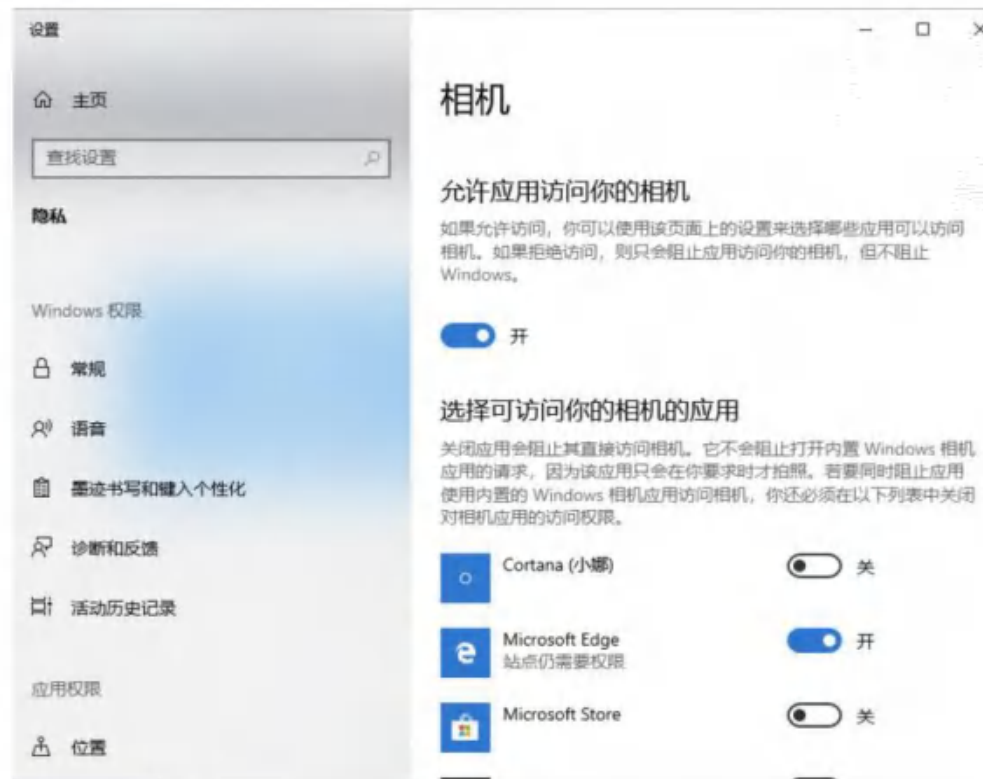 设置
主页
查找设置
隐私
Windows 权限
常规
语音
墨迹书写和键入个性化
诊断和反馈
活动历史记录
应用权限
位置
相机
允许应用访问你的相机
如果允许访问，你可以使用该页面上的设置来选择哪些应用可以访问
相机。如果拒绝访问，则只会阻止应用访问你的相机，但不阻止
Windows。
开
选择可访问你的相机的应用
关闭应用会阻止其直接访问相机。它不会阻止打开内置 Windows 相机
应用的请求，因为该应用只会在你要求时才拍照。若要同时阻止应用
使用内置的 Windows 相机应用访问相机，你还必须在以下列表中关闭
对相机应用的访问权限。
Cortana (小娜)
关
Microsoft Edge
站点仍需要权限
开
Microsoft Store
关